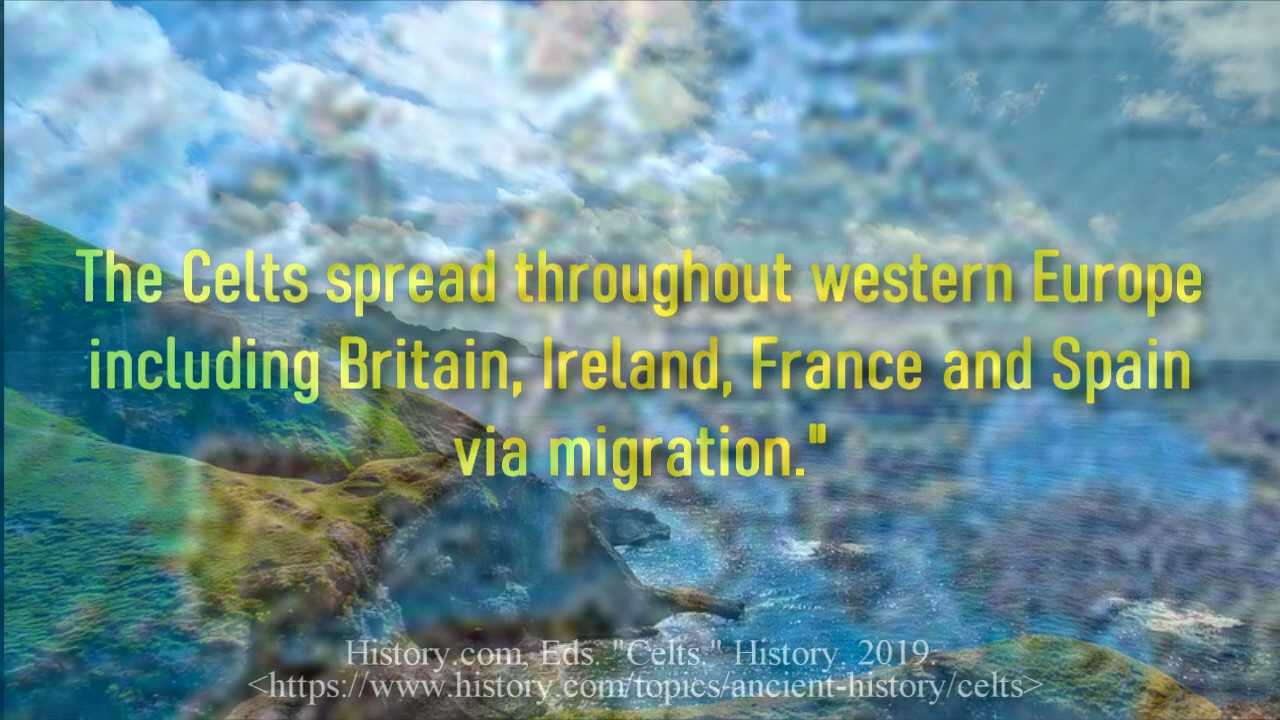 The Celts spread throughout western Europe
including Britain, Ireland, France and Spain
via migration."
History.com, Eds. "Celts." History. 2019.
<https://www.history.com/topics/ancient-history/celts>